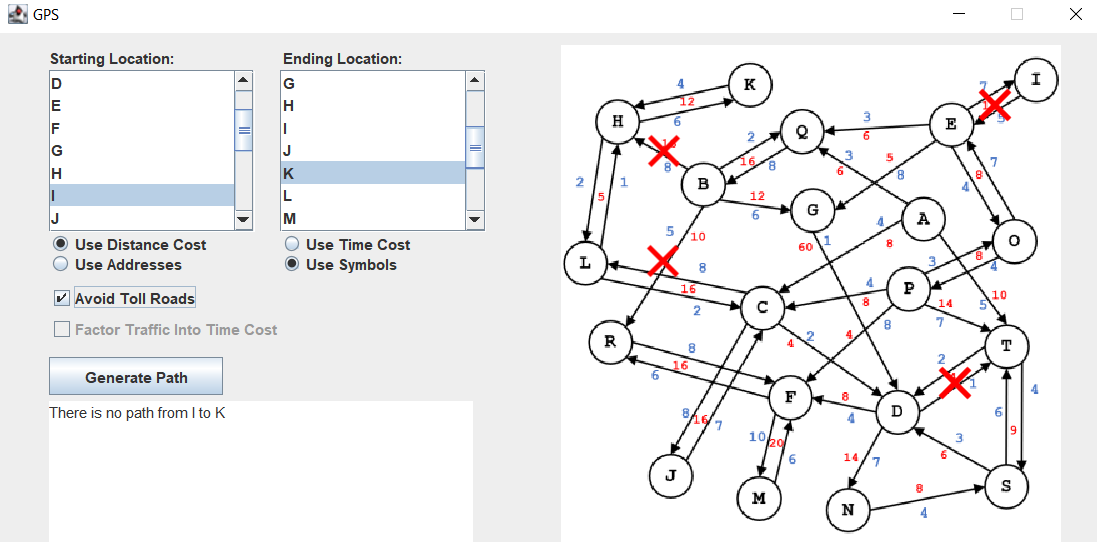 GPS
Starting Location: Ending Location:
D G
E H
F I
G J
H K
I L
J M
Use Distance Cost Use Time Cost
Use Addresses Use Symbols
Avoid Toll Roads
Factor Traffic Into Time Cost
Generate Path
There is no path from I to K
4 K 7 I
12
H 6 3 E 5
2 Q 6
8 16 8 3 5 8 7
2 1 B 12 6 8 4
5 6 G A
5 10 60 1 4 8 O
L 8 3 8 4
16 4 P
2 C 8 14 5 10
R 8 4 2 4 8 7 2 T
16 1 4
6 F 8 D
8 16 7 10 20 4 6 9
6 14 7 3 6
J M 8 S
N 4